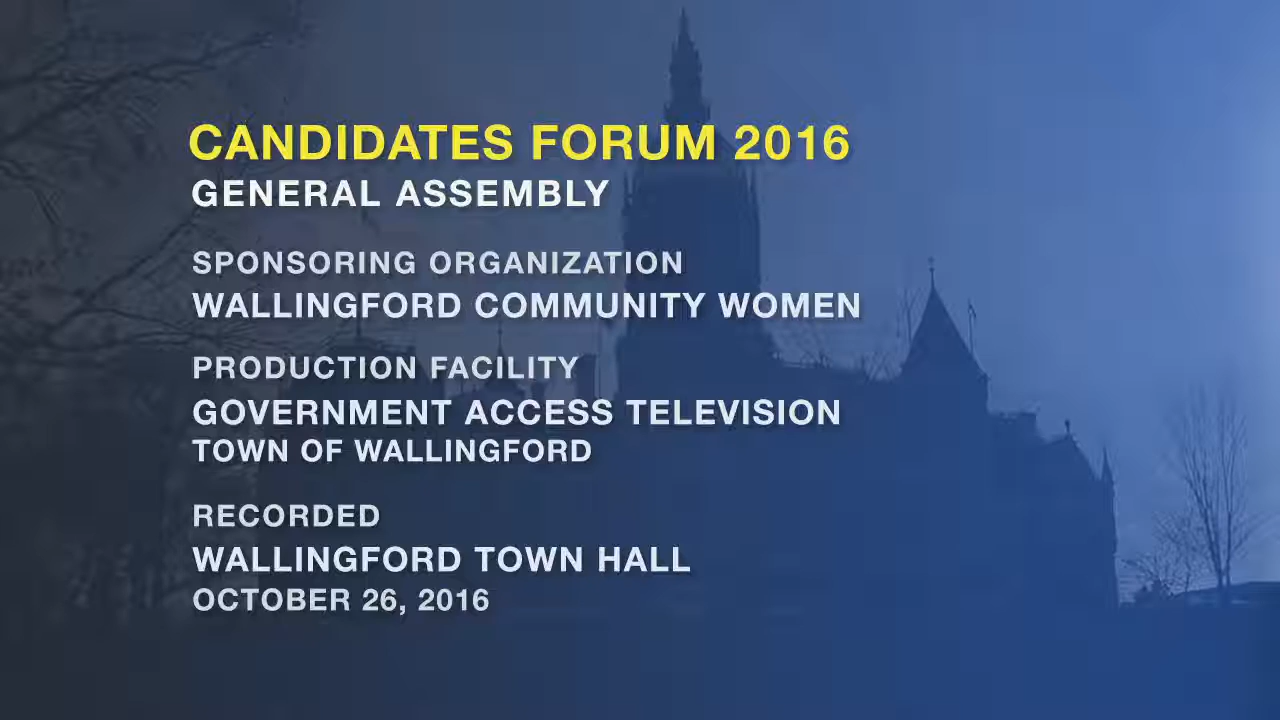 CANDIDATES FORUM 2016
GENERAL ASSEMBLY
SPONSORING ORGANIZATION
WALLINGFORD COMMUNITY WOMEN
PRODUCTION FACILITY
GOVERNMENT ACCESS TELEVISION
TOWN OF WALLINGFORD
RECORDED
WALLINGFORD TOWN HALL
OCTOBER 26, 2016